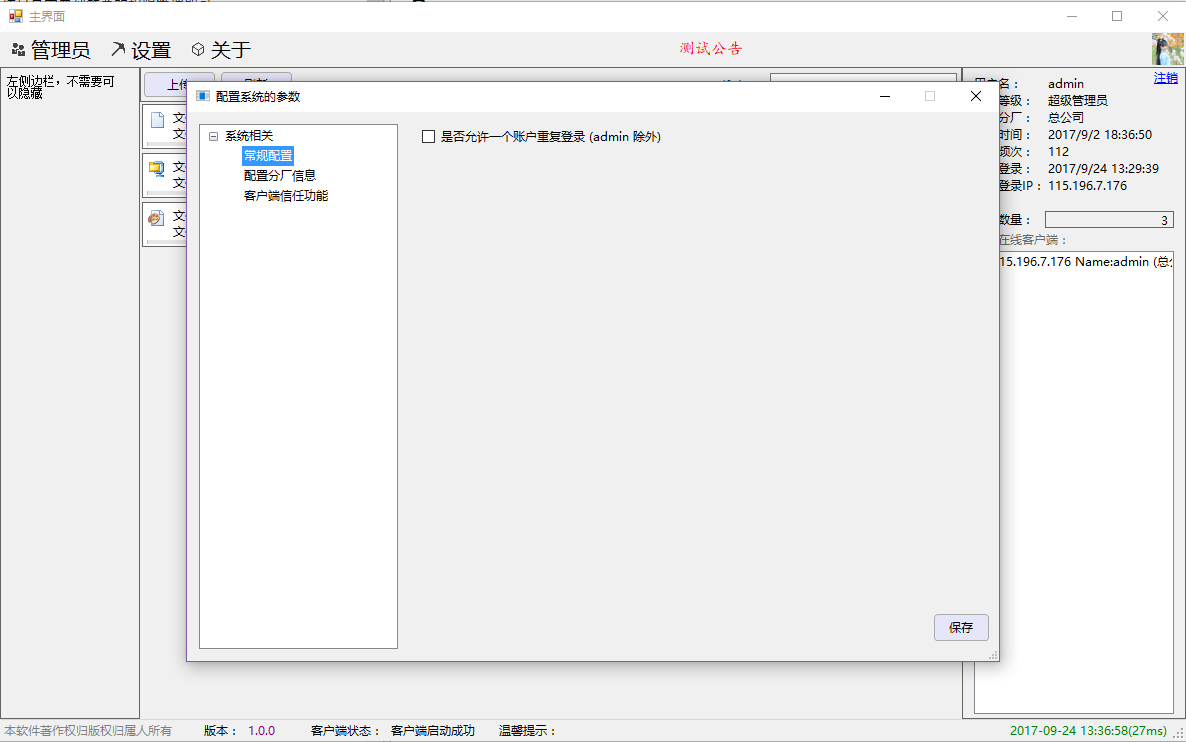 主界面
管理员 设置 关于
测试公告
左侧边栏，不需要可
以隐藏
上传
注销
admin
等级： 超级管理员
分厂： 总公司
时间： 2017/9/2 18:36:50
频次： 112
登录： 2017/9/24 13:29:39
登录IP： 115.196.7.176
数量： 3
在线客户端：
15.196.7.176 Name:admin (总
文
文
文
文
文
文
配置系统的参数
系统相关
常规配置
配置分厂信息
客户端信任功能
是否允许一个账户重复登录 (admin 除外)
保存
本软件著作权归版权归属人所有 版本： 1.0.0 客户端状态： 客户端启动成功 温馨提示： 2017-09-24 13:36:58(27ms)